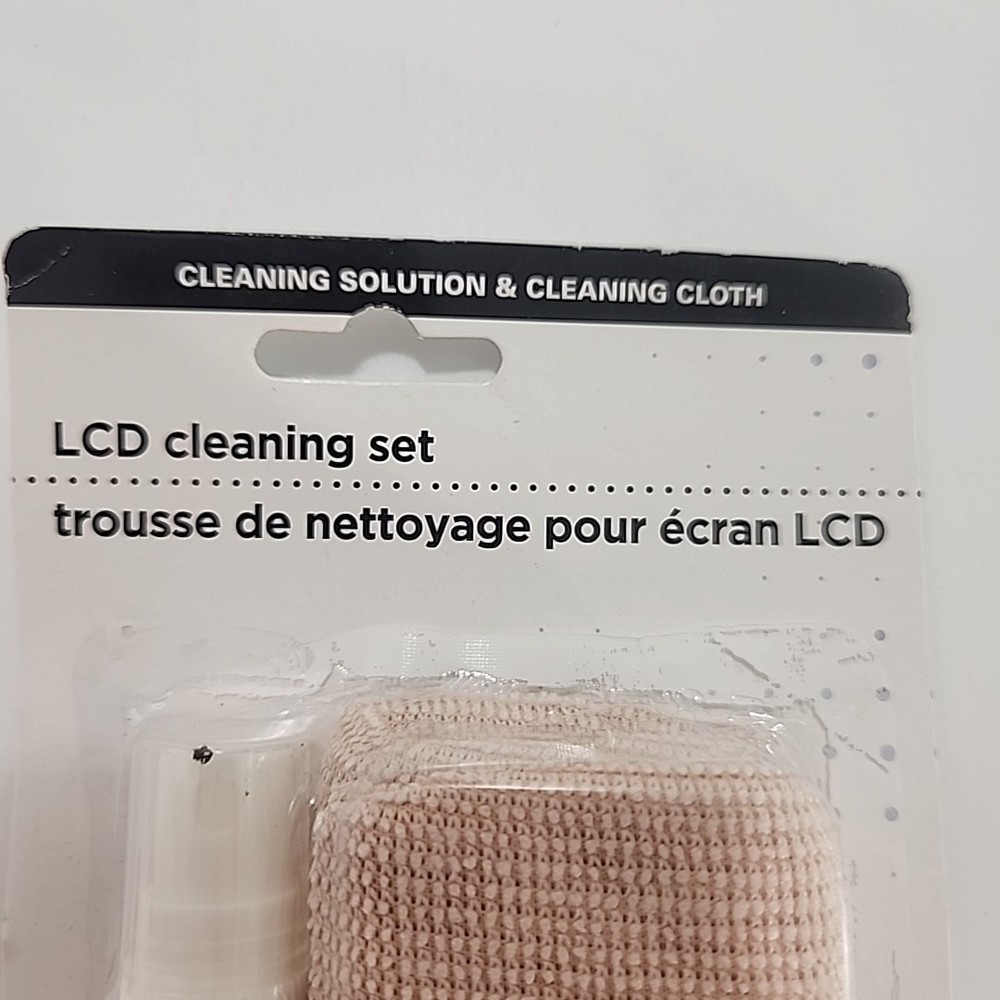 CLEANING SOLUTION & CLEANING CLOTH
LCD cleaning set
trousse de nettoyage pour écran LCD